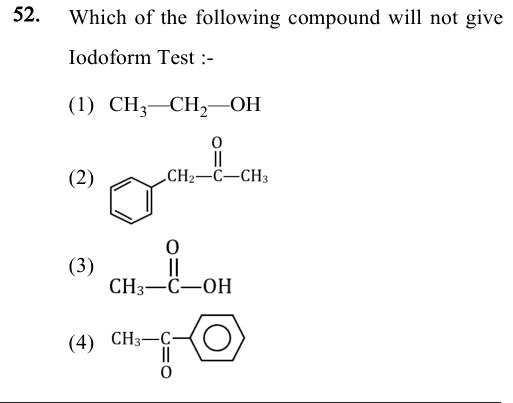 52. Which of the following compound will not give
Iodoform Test :-
(1) CH₃—CH₂—OH
O
(2) CH₂—C—CH₃
O
(3)
CH₃—C—OH
(4) CH₃—C
O